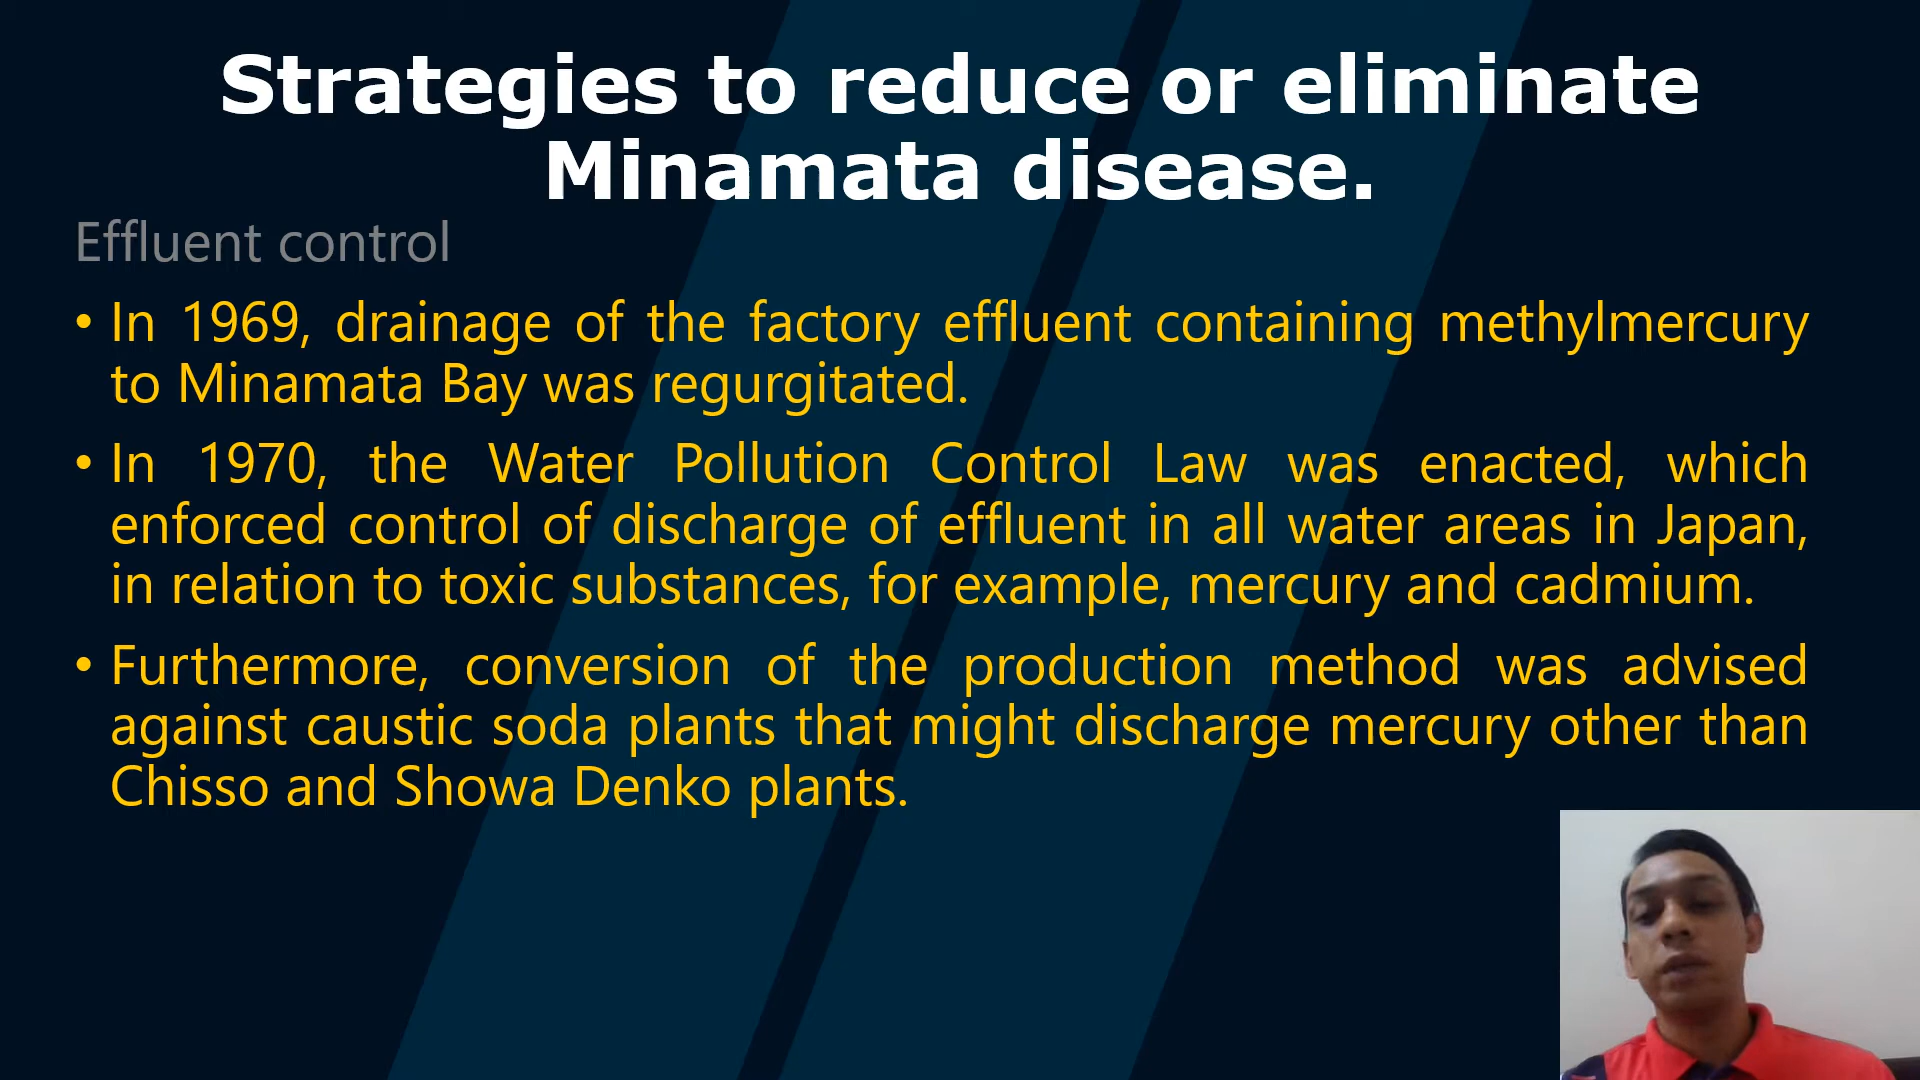 Strategies to reduce or eliminate
Minamata disease.
Effluent control
• In 1969, drainage of the factory effluent containing methylmercury
to Minamata Bay was regurgitated.
• In 1970, the Water Pollution Control Law was enacted, which
enforced control of discharge of effluent in all water areas in Japan,
in relation to toxic substances, for example, mercury and cadmium.
• Furthermore, conversion of the production method was advised
against caustic soda plants that might discharge mercury other than
Chisso and Showa Denko plants.